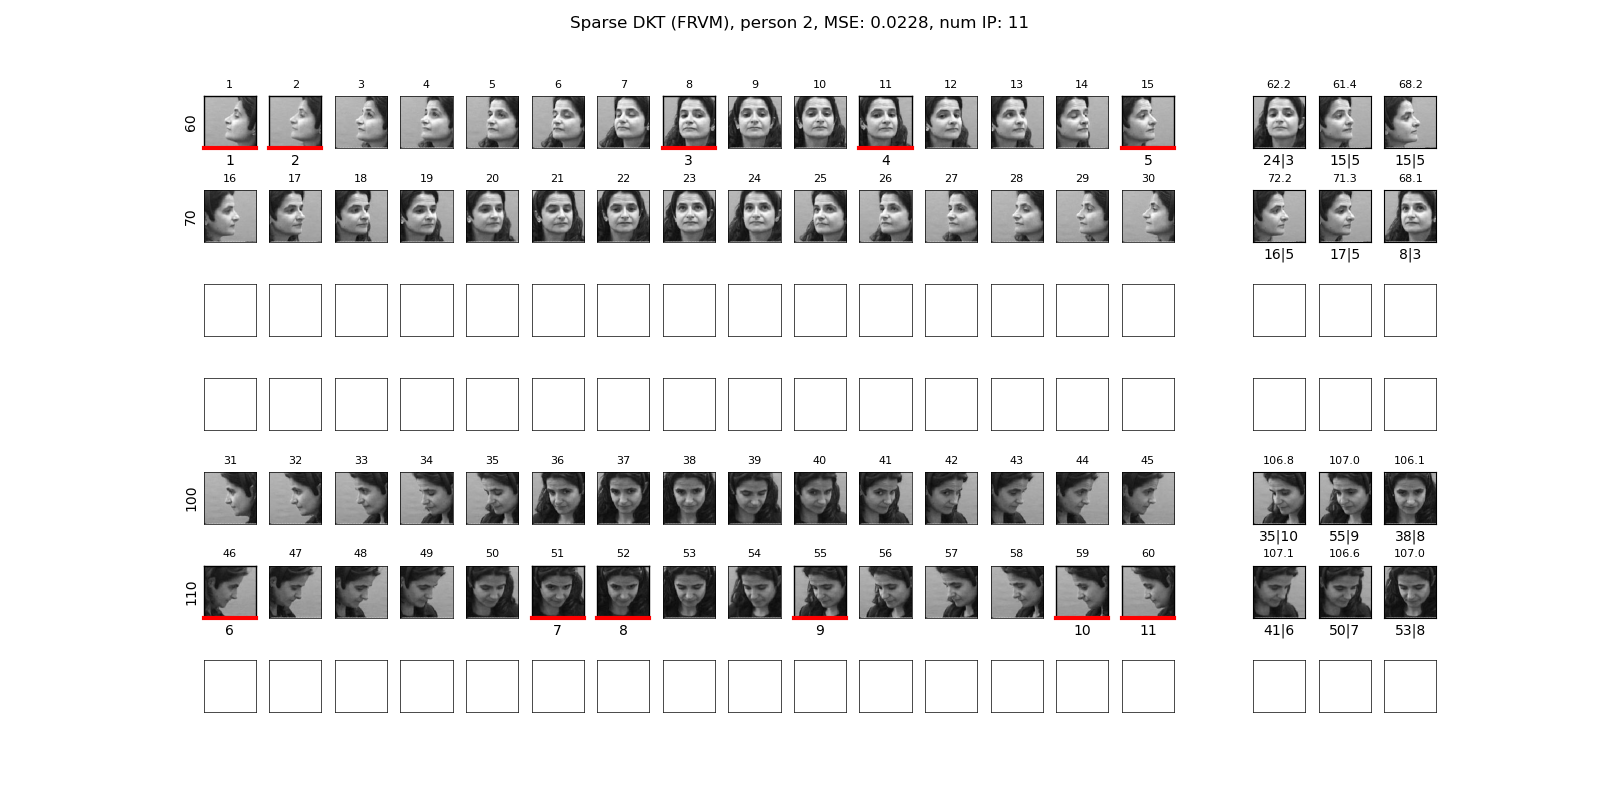 Sparse DKT (FRVM), person 2, MSE: 0.0228, num IP: 11
1 2 3 4 5 6 7 8 9 10 11 12 13 14 15 62.2 61.4 68.2
60
1 2 3 4 5 24|3 15|5 15|5
16 17 18 19 20 21 22 23 24 25 26 27 28 29 30 72.2 71.3 68.1
70
16|5 17|5 8|3
31 32 33 34 35 36 37 38 39 40 41 42 43 44 45 106.8 107.0 106.1
100
35|10 55|9 38|8
46 47 48 49 50 51 52 53 54 55 56 57 58 59 60 107.1 106.6 107.0
110
6 7 8 9 10 11 41|6 50|7 53|8